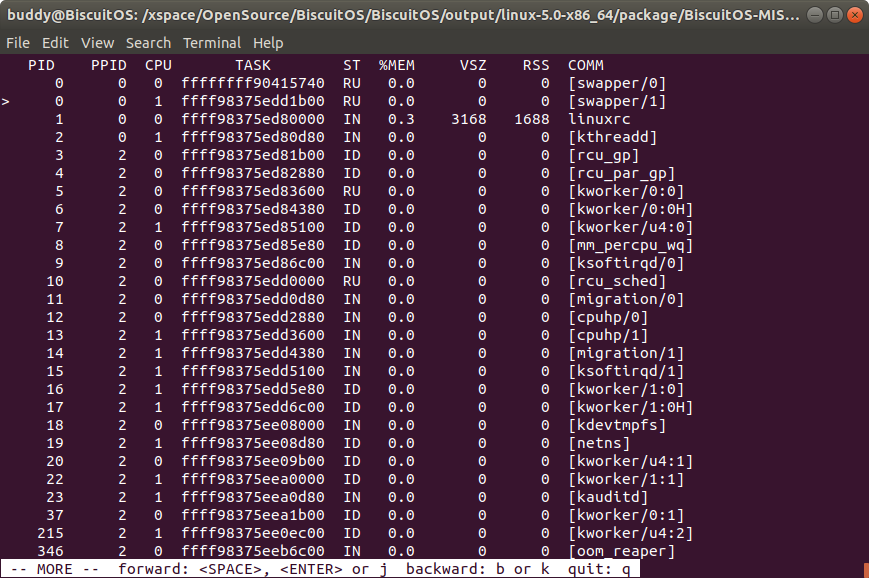 buddy@BiscuitOS: /xspace/OpenSource/BiscuitOS/BiscuitOS/output/linux-5.0-x86_64/package/BiscuitOS-MIS...
File Edit View Search Terminal Help
PID PPID CPU TASK ST %MEM VSZ RSS COMM
0 0 0 ffffffff90415740 RU 0.0 0 0 [swapper/0]
> 0 0 1 ffff98375edd1b00 RU 0.0 0 0 [swapper/1]
1 0 0 ffff98375ed80000 IN 0.3 3168 1688 linuxrc
2 0 1 ffff98375ed80d80 IN 0.0 0 0 [kthreadd]
3 2 0 ffff98375ed81b00 ID 0.0 0 0 [rcu_gp]
4 2 0 ffff98375ed82880 ID 0.0 0 0 [rcu_par_gp]
5 2 0 ffff98375ed83600 RU 0.0 0 0 [kworker/0:0]
6 2 0 ffff98375ed84380 ID 0.0 0 0 [kworker/0:0H]
7 2 1 ffff98375ed85100 ID 0.0 0 0 [kworker/u4:0]
8 2 0 ffff98375ed85e80 ID 0.0 0 0 [mm_percpu_wq]
9 2 0 ffff98375ed86c00 IN 0.0 0 0 [ksoftirqd/0]
10 2 0 ffff98375edd0000 RU 0.0 0 0 [rcu_sched]
11 2 0 ffff98375edd0d80 IN 0.0 0 0 [migration/0]
12 2 0 ffff98375edd2880 IN 0.0 0 0 [cpuhp/0]
13 2 1 ffff98375edd3600 IN 0.0 0 0 [cpuhp/1]
14 2 1 ffff98375edd4380 IN 0.0 0 0 [migration/1]
15 2 1 ffff98375edd5100 IN 0.0 0 0 [ksoftirqd/1]
16 2 1 ffff98375edd5e80 ID 0.0 0 0 [kworker/1:0]
17 2 1 ffff98375edd6c00 ID 0.0 0 0 [kworker/1:0H]
18 2 0 ffff98375ee08000 IN 0.0 0 0 [kdevtmpfs]
19 2 1 ffff98375ee08d80 ID 0.0 0 0 [netns]
20 2 0 ffff98375ee09b00 ID 0.0 0 0 [kworker/u4:1]
22 2 1 ffff98375eea0000 ID 0.0 0 0 [kworker/1:1]
23 2 1 ffff98375eea0d80 IN 0.0 0 0 [kauditd]
37 2 0 ffff98375eea1b00 ID 0.0 0 0 [kworker/0:1]
215 2 1 ffff98375ee0ec00 ID 0.0 0 0 [kworker/u4:2]
346 2 0 ffff98375eeb6c00 IN 0.0 0 0 [oom_reaper]
-- MORE -- forward: <SPACE>, <ENTER> or j backward: b or k quit: q